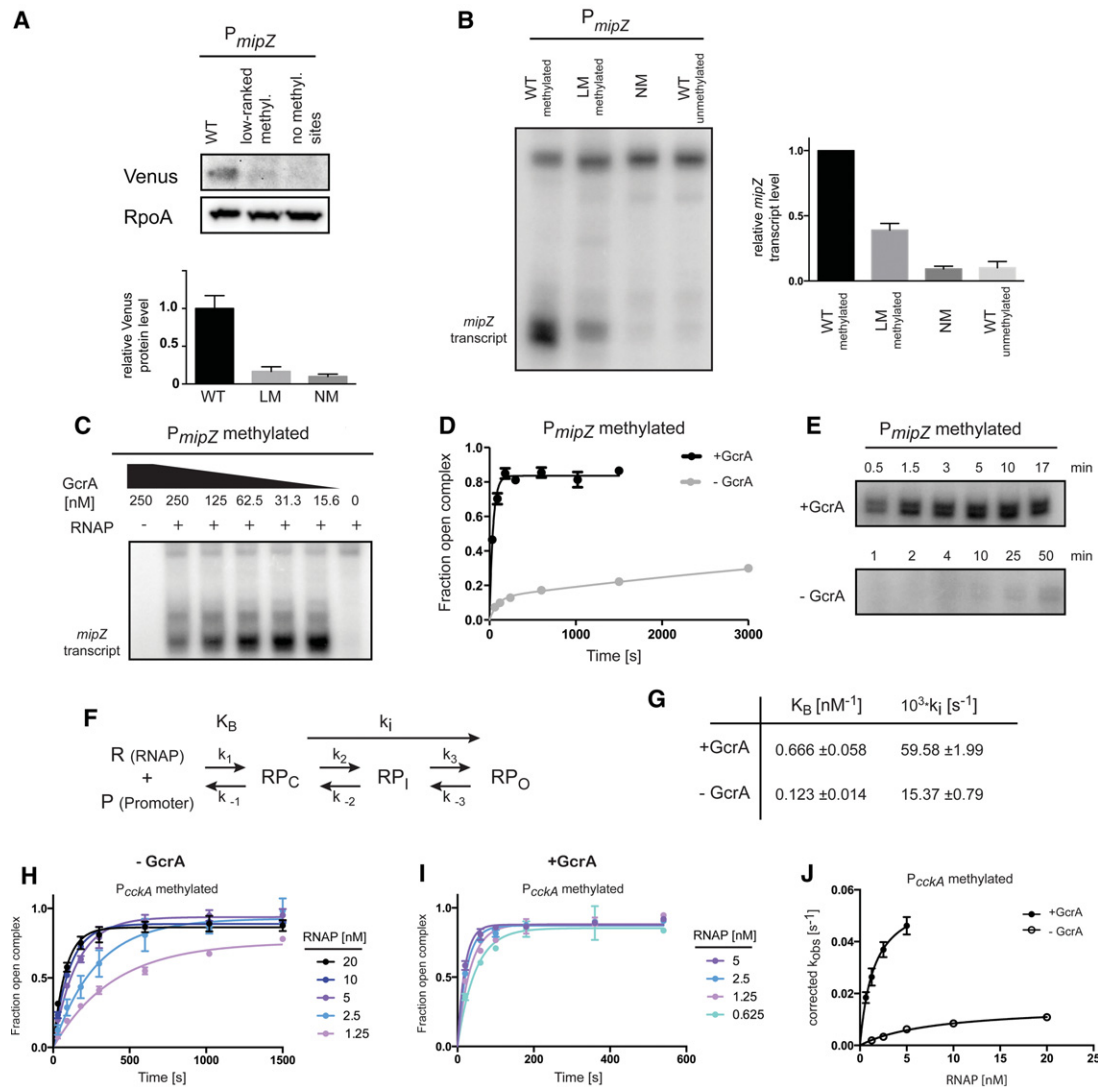 A
PmipZ
WT
low-ranked methyl.
no methyl. sites
Venus
RpoA
relative Venus protein level
1.0
0.5
0
WT LM NM
B
PmipZ
WT methylated
LM methylated
NM
WT unmethylated
mipZ transcript
relative mipZ transcript level
1.0
0.5
0.0
WT methylated
LM methylated
NM
WT unmethylated
C
PmipZ methylated
GcrA [nM]
250 250 125 62.5 31.3 15.6 0
RNAP - + + + + + +
mipZ transcript
D
PmipZ methylated
Fraction open complex
1.0
0.8
0.6
0.4
0.2
0.0
0 1000 2000 3000
Time [s]
+GcrA
- GcrA
E
PmipZ methylated
0.5 1.5 3 5 10 17 min
+GcrA
1 2 4 10 25 50 min
- GcrA
F
KB
ki
R (RNAP)
+
P (Promoter)
k1
k -1
RPC
k2
k -2
RPI
k3
k -3
RPO
G
KB [nM-1] 103*ki [s-1]
+GcrA 0.666 ±0.058 59.58 ±1.99
- GcrA 0.123 ±0.014 15.37 ±0.79
H
- GcrA
PcckA methylated
Fraction open complex
1.0
0.5
0.0
0 500 1000 1500
Time [s]
RNAP [nM]
20
10
5
2.5
1.25
I
+GcrA
PcckA methylated
Fraction open complex
1.0
0.5
0.0
0 200 400 600
Time [s]
RNAP [nM]
5
2.5
1.25
0.625
J
PcckA methylated
corrected kobs [s-1]
0.06
0.04
0.02
0.00
0 5 10 15 20 25
RNAP [nM]
+GcrA
- GcrA